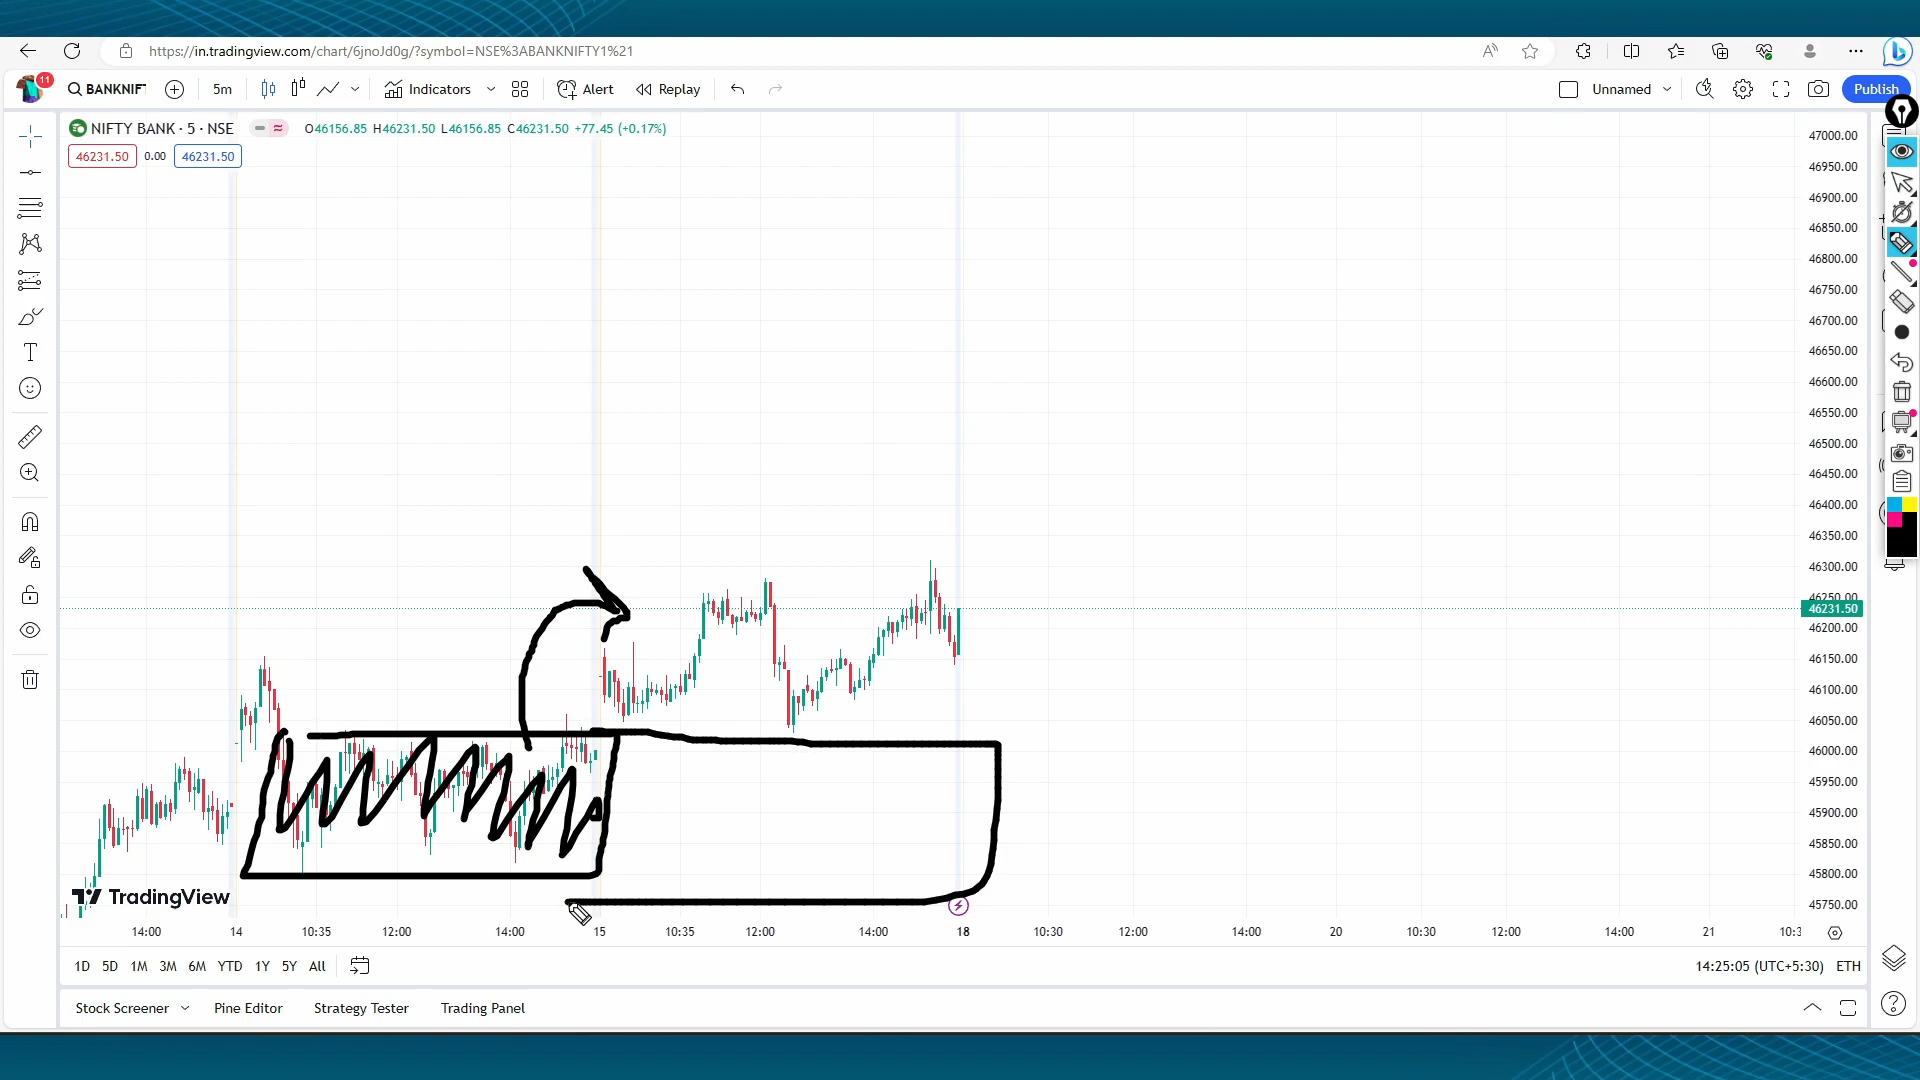 https://in.tradingview.com/chart/6jnoJd0g/?symbol=NSE%3ABANKNIFTY1%21
11
BANKNIFT
5m
Indicators
Alert
Replay
Unnamed
Publish
NIFTY BANK · 5 · NSE
O46156.85 H46231.50 L46156.85 C46231.50 +77.45 (+0.17%)
46231.50
0.00
46231.50
47000.00
46950.00
46900.00
46850.00
46800.00
46750.00
46700.00
46650.00
46600.00
46550.00
46500.00
46450.00
46400.00
46350.00
46300.00
46250.00
46231.50
46200.00
46150.00
46100.00
46050.00
46000.00
45950.00
45900.00
45850.00
45800.00
45750.00
TradingView
14:00 14 10:35 12:00 14:00 15 10:35 12:00 14:00 18 10:30 12:00 14:00 20 10:30 12:00 14:00 21
1D 5D 1M 3M 6M YTD 1Y 5Y All
14:25:05 (UTC+5:30) ETH
Stock Screener
Pine Editor
Strategy Tester
Trading Panel